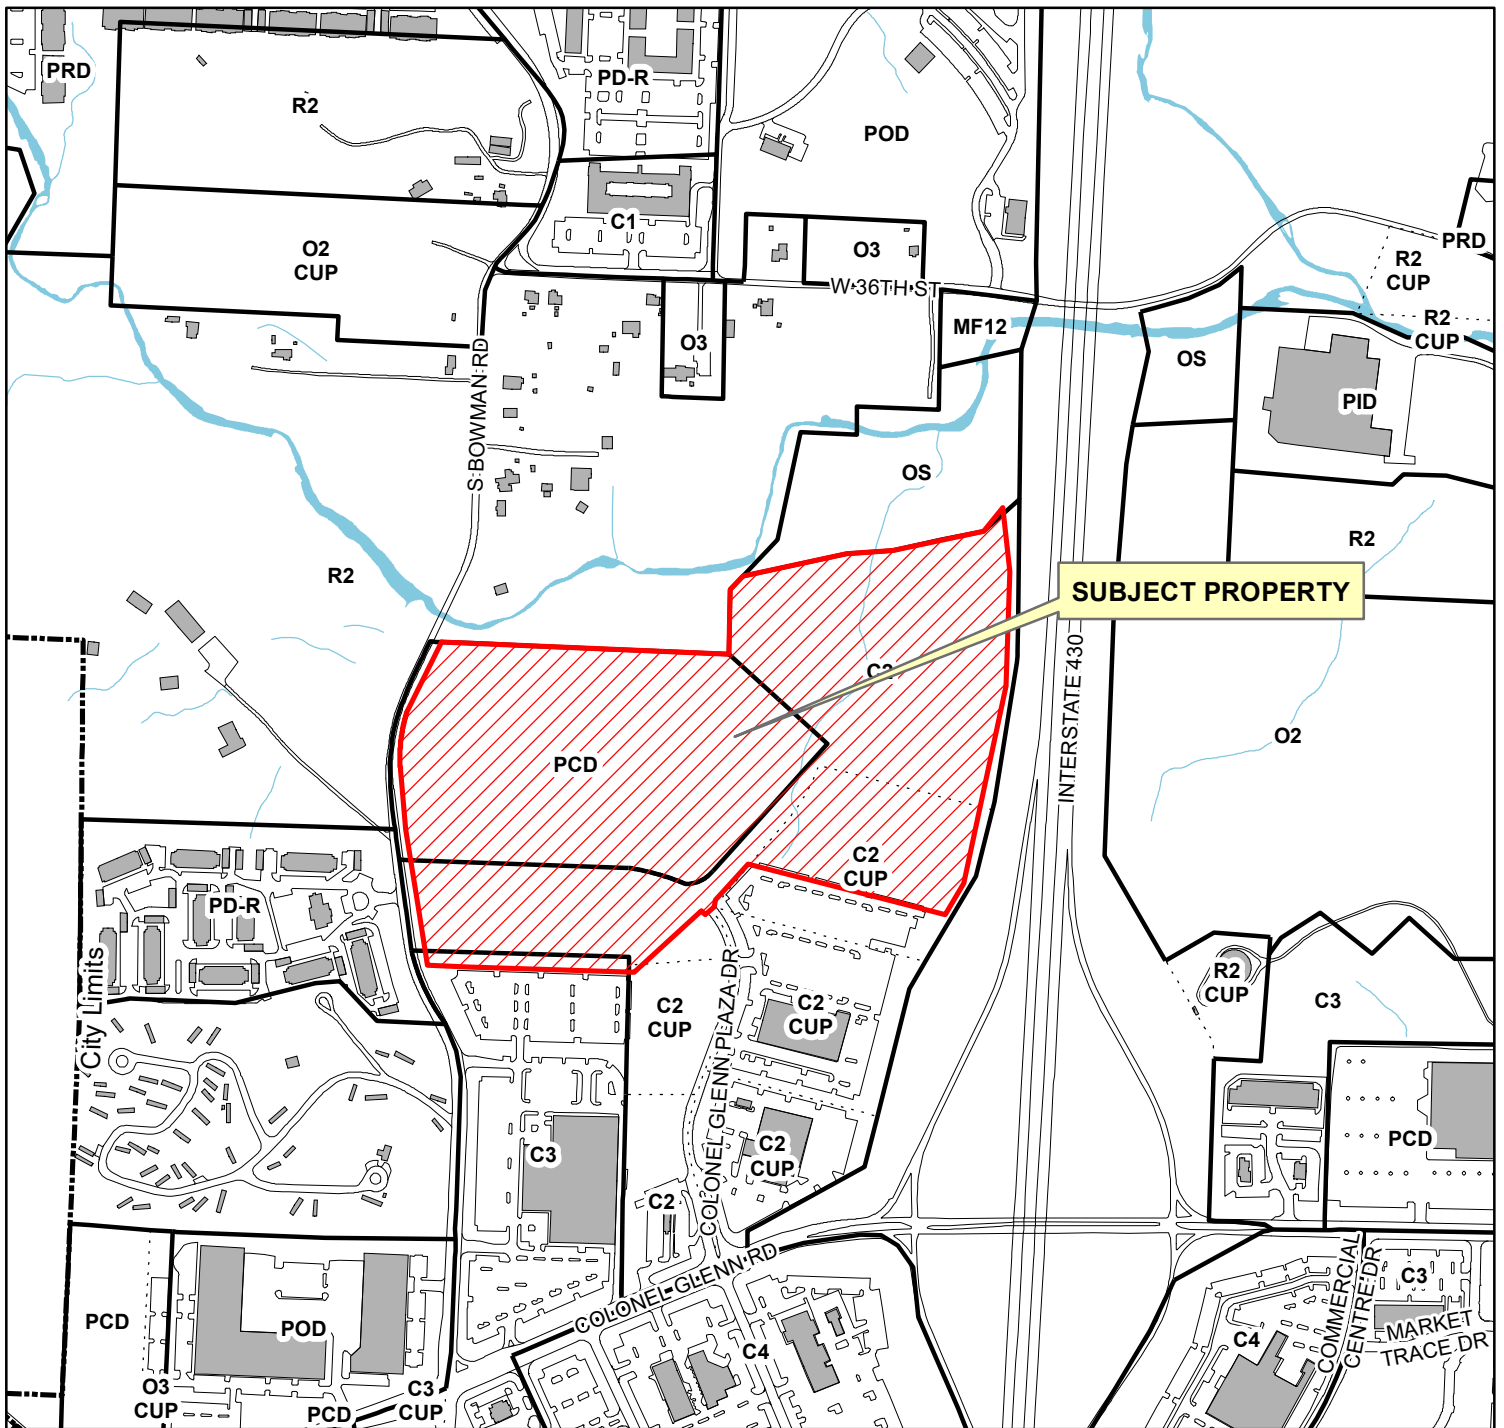 PRD
PD-R
R2
POD
C1
O2
CUP
O3
PRD
R2
CUP
W 36TH ST
MF12
R2
CUP
O3
OS
S BOWMAN RD
PID
OS
R2
R2
SUBJECT PROPERTY
C2
INTERSTATE 430
O2
PCD
C2
CUP
PD-R
City Limits
R2
CUP
C3
C2
CUP
C2
CUP
COLONEL GLENN PLAZA DR
C3
C2
CUP
PCD
C2
COLONEL GLENN RD
COMMERCIAL
CENTRE DR
C3
PCD
POD
C4
C4
MARKET
TRACE DR
O3
CUP
PCD
C3
CUP